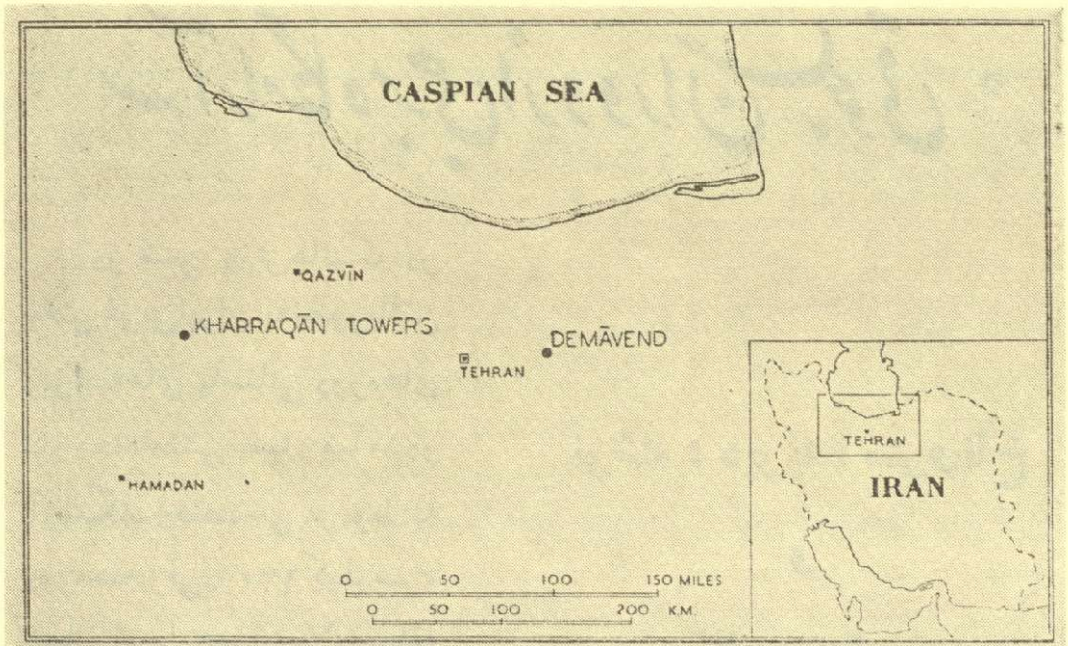 CASPIAN SEA
QAZVĪN
KHARRAQĀN TOWERS
DEMĀVEND
TEHRAN
HAMADAN
TEHRAN
IRAN
0 50 100 150 MILES
0 50 100 200 KM.